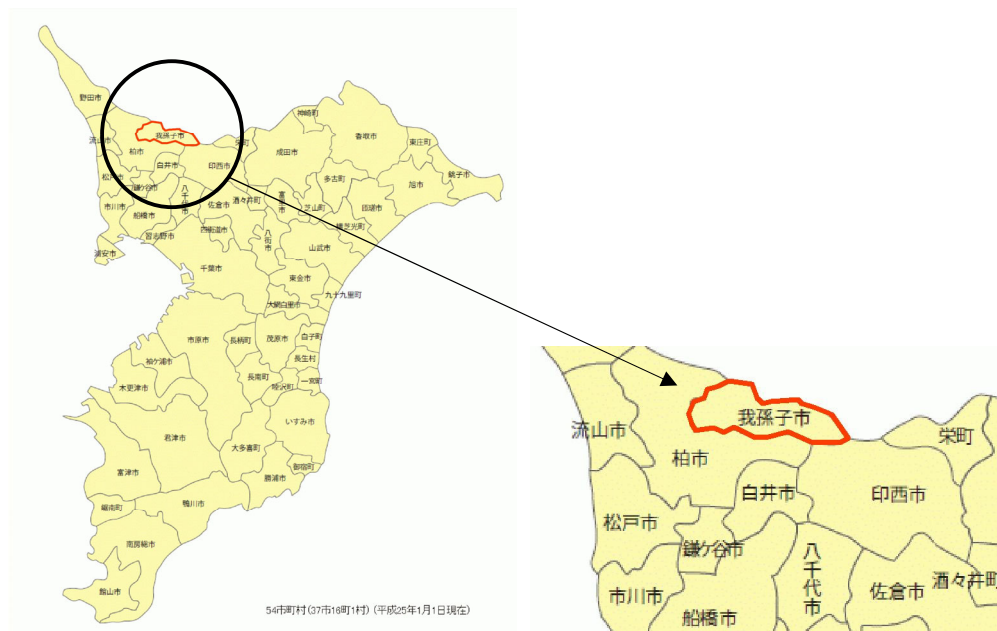 野田市
流山市
柏市
我孫子市
松戸市
鎌ケ谷市
白井市
印西市
栄町
市川市
船橋市
八千代市
佐倉市
酒々井町
富里市
成田市
神崎町
香取市
東庄町
銚子市
旭市
多古町
匝瑳市
芝山町
横芝光町
浦安市
習志野市
四街道市
八街市
山武市
千葉市
東金市
九十九里町
大網白里市
市原市
長柄町
茂原市
白子町
長生村
袖ケ浦市
長南町
睦沢町
一宮町
木更津市
いすみ市
君津市
大多喜町
御宿町
勝浦市
富津市
鋸南町
鴨川市
南房総市
館山市
54市町村(37市16町1村) (平成25年1月1日現在)
流山市
柏市
我孫子市
栄町
白井市
印西市
松戸市
鎌ケ谷市
八千代市
市川市
船橋市
佐倉市
酒々井町